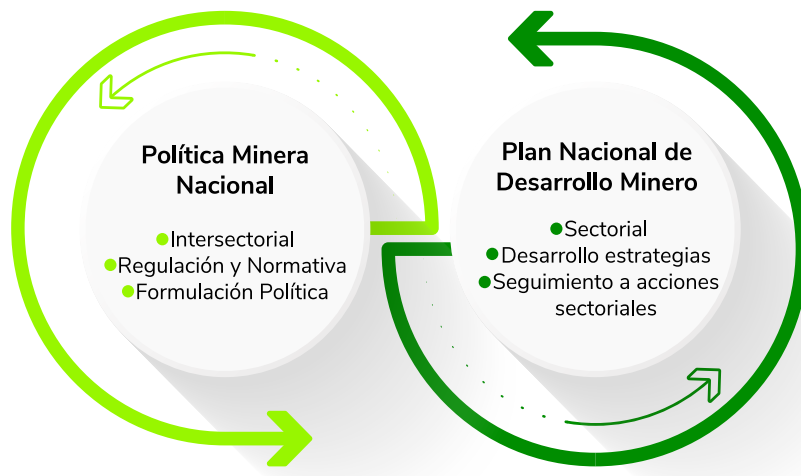 Política Minera
Nacional
●Intersectorial
●Regulación y Normativa
●Formulación Política
Plan Nacional de
Desarrollo Minero
●Sectorial
●Desarrollo estrategias
●Seguimiento a acciones
sectoriales